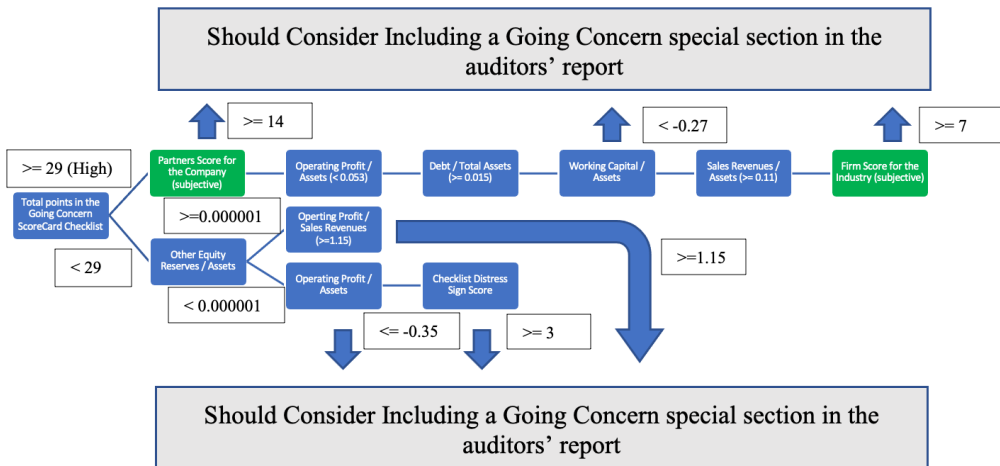 Should Consider Including a Going Concern special section in the
auditors’ report
>= 14
< -0.27
>= 7
>= 29 (High)
Partners Score for
the Company
(subjective)
Operating Profit /
Assets (< 0.053)
Debt / Total Assets
(>= 0.015)
Working Capital /
Assets
Sales Revenues /
Assets (>= 0.11)
Firm Score for the
Industry (subjective)
Total points in the
Going Concern
ScoreCard Checklist
>=0.000001
Operting Profit /
Sales Revenues
(>=1.15)
< 29
Other Equity
Reserves / Assets
>=1.15
Operating Profit /
Assets
Checklist Distress
Sign Score
< 0.000001
<= -0.35
>= 3
Should Consider Including a Going Concern special section in the
auditors’ report